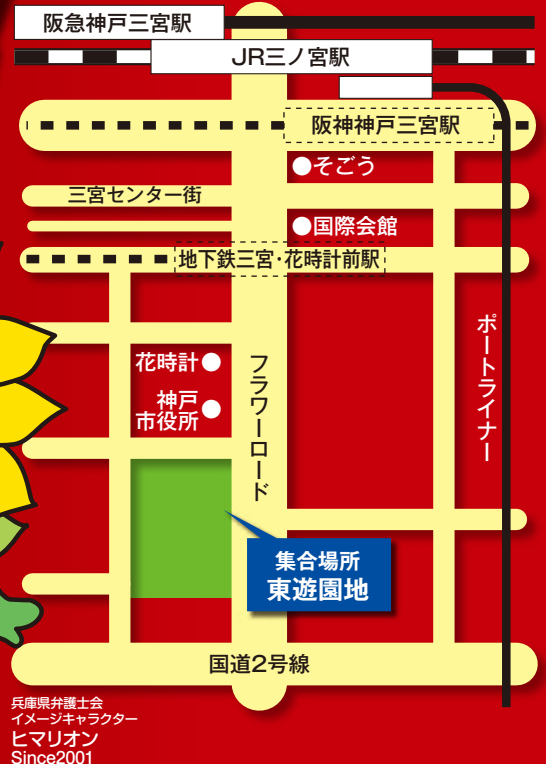 阪急神戸三宮駅
JR三ノ宮駅
阪神神戸三宮駅
●そごう
三宮センター街
●国際会館
地下鉄三宮・花時計前駅
ポートライナー
花時計●
フラワーロード
神戸
市役所●
集合場所
東遊園地
国道2号線
兵庫県弁護士会
イメージキャラクター
ヒマリオン
Since2001